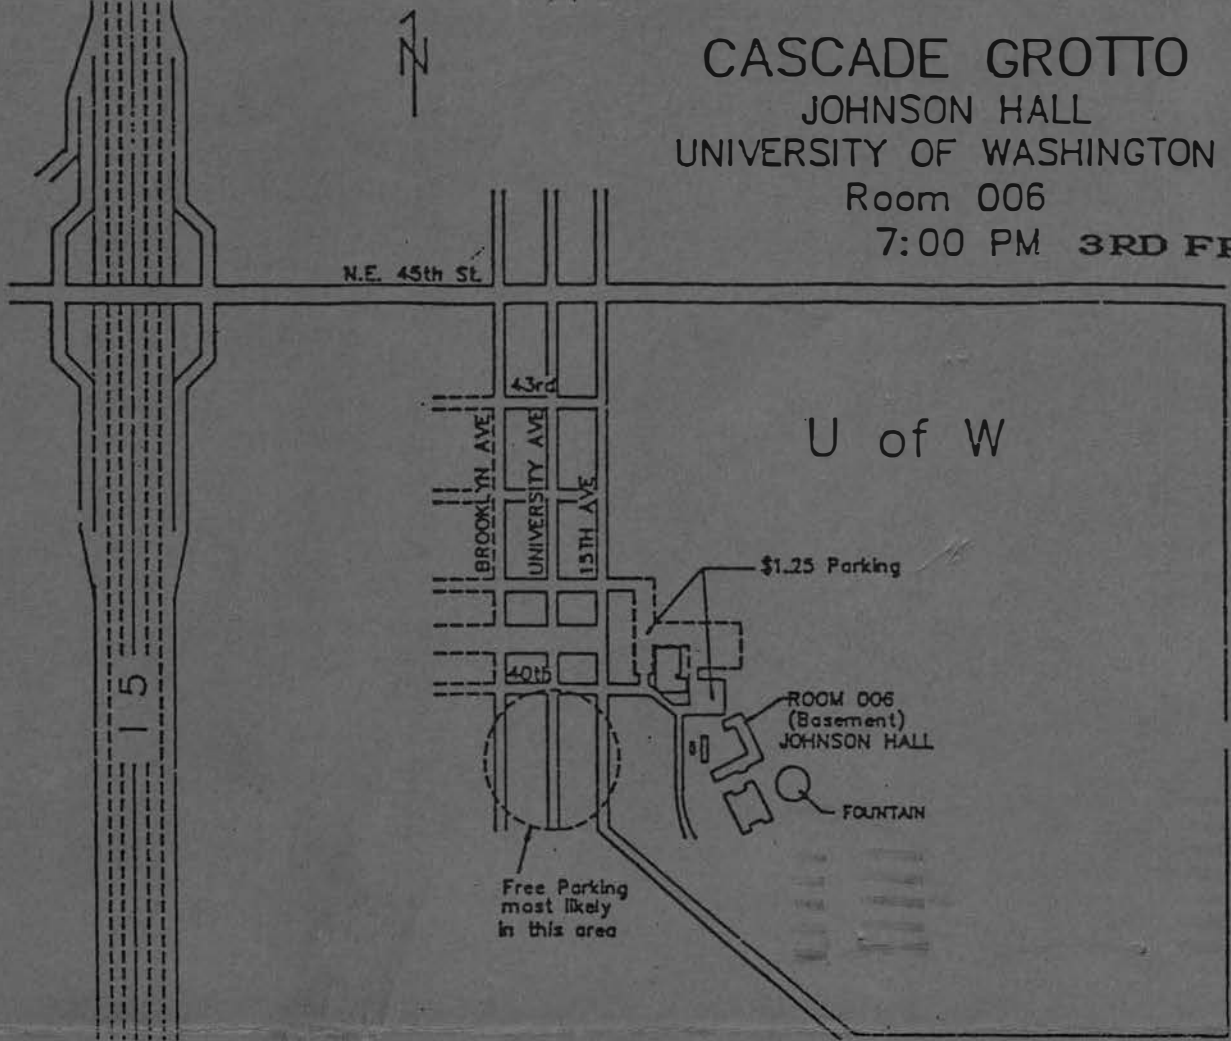 N
CASCADE GROTTO
JOHNSON HALL
UNIVERSITY OF WASHINGTON
Room 006
7:00 PM 3RD FR
N.E. 45th St.
43rd
BROOKLYN AVE
UNIVERSITY AVE
15TH AVE
U of W
$1.25 Parking
40th
I 5
ROOM 006
(Basement)
JOHNSON HALL
FOUNTAIN
Free Parking
most likely
in this area